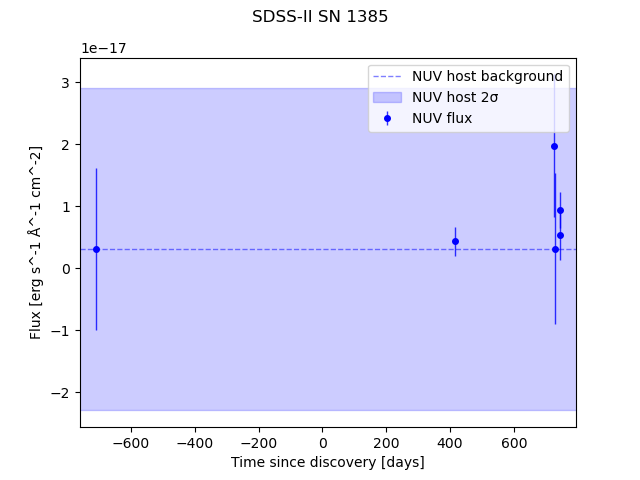 SDSS-II SN 1385
1e−17
NUV host background
NUV host 2σ
NUV flux
3
2
1
0
−1
−2
Flux [erg s^-1 Å^-1 cm^-2]
−600
−400
−200
0
200
400
600
Time since discovery [days]